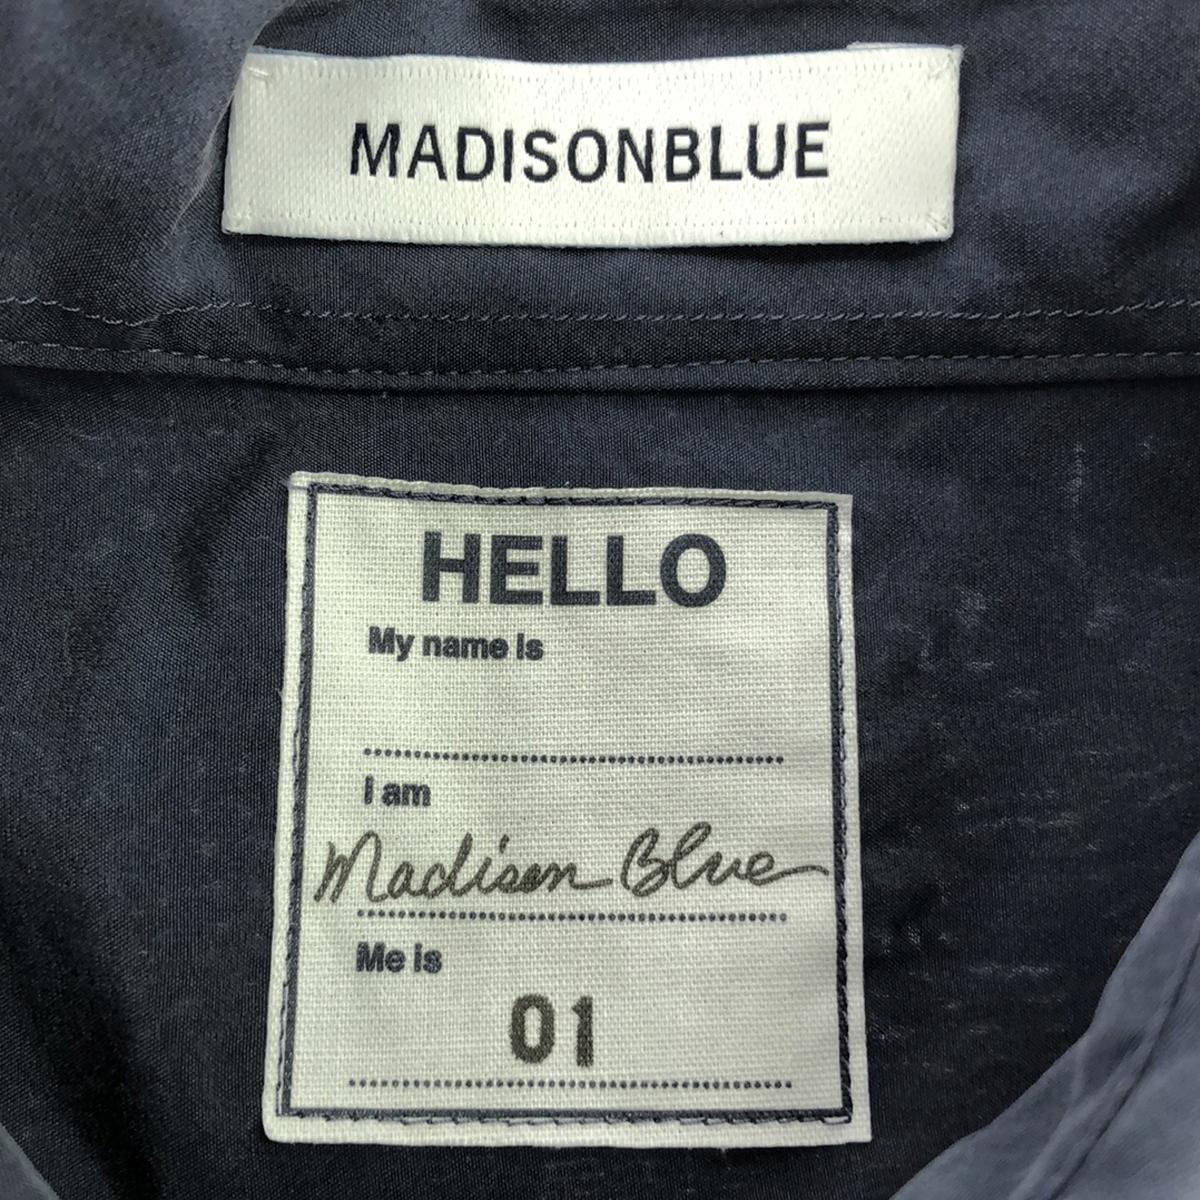 MADISONBLUE
HELLO
My name is
I am
Madison Blue
Me is
01